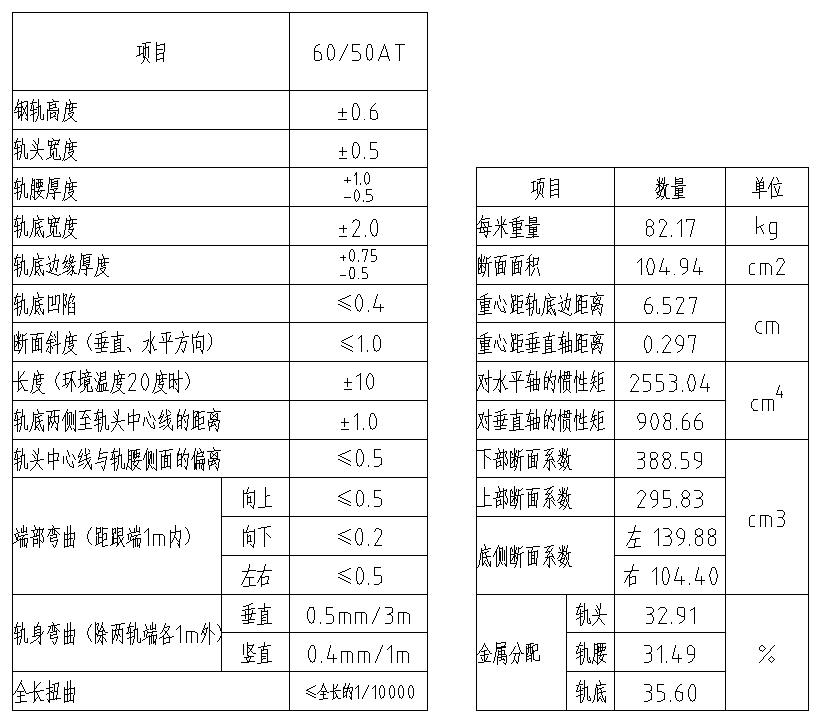 项目 60/50AT
钢轨高度 ±0.6
轨头宽度 ±0.5
轨腰厚度 +1.0 -0.5
轨底宽度 ±2.0
轨底边缘厚度 +0.75 -0.5
轨底凹陷 ≤0.4
断面斜度(垂直、水平方向) ≤1.0
长度(环境温度20度时) ±10
轨底两侧至轨头中心线的距离 ±1.0
轨头中心线与轨腰侧面的偏离 ≤0.5
端部弯曲(距跟端1m内) 向上 ≤0.5
向下 ≤0.2
左右 ≤0.5
轨身弯曲(除两轨端各1m外) 垂直 0.5mm/3m
竖直 0.4mm/1m
全长扭曲 ≤全长的1/10000
项目 数量 单位
每米重量 82.17 kg
断面面积 104.94 cm2
重心距轨底边距离 6.527 cm
重心距垂直轴距离 0.297
对水平轴的惯性矩 2553.04 cm4
对垂直轴的惯性矩 908.66
下部断面系数 388.59 cm3
上部断面系数 295.83
底侧断面系数 左 139.88
右 104.40
金属分配 轨头 32.91 %
轨腰 31.49
轨底 35.60